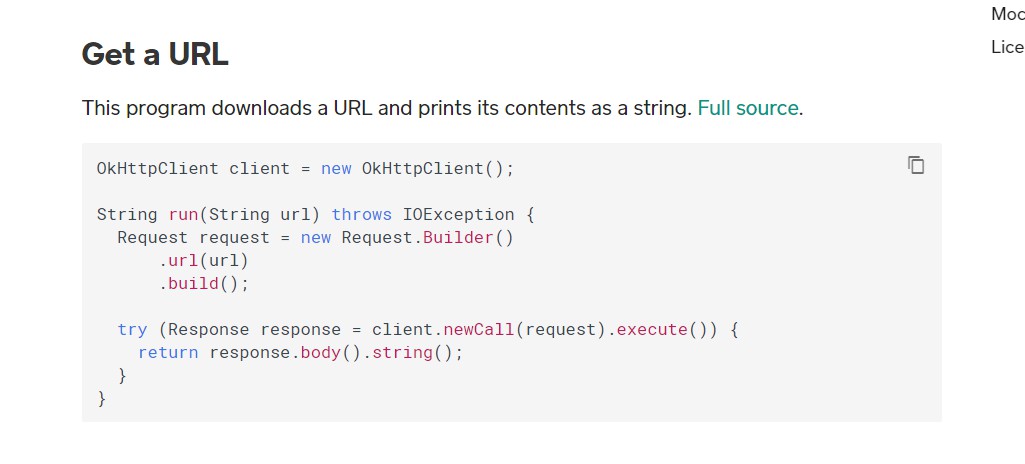 Moc
Lice
Get a URL
This program downloads a URL and prints its contents as a string. Full source.
OkHttpClient client = new OkHttpClient();
String run(String url) throws IOException {
  Request request = new Request.Builder()
      .url(url)
      .build();
  try (Response response = client.newCall(request).execute()) {
    return response.body().string();
  }
}